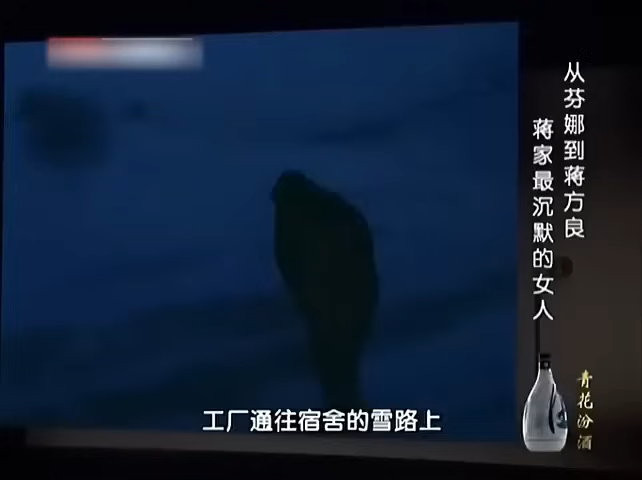 从芬娜到蒋方良
蒋家最沉默的女人
青花汾酒
工厂通往宿舍的雪路上